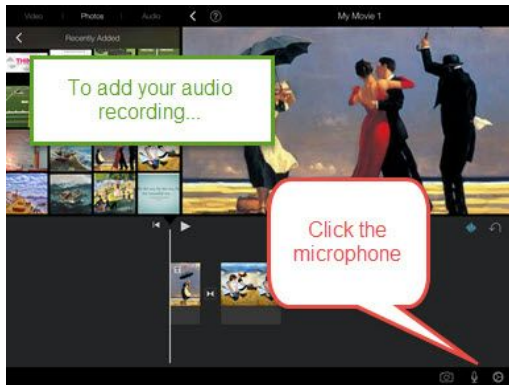 Video Photos Audio My Movie 1
Recently Added
To add your audio
recording...
Click the
microphone